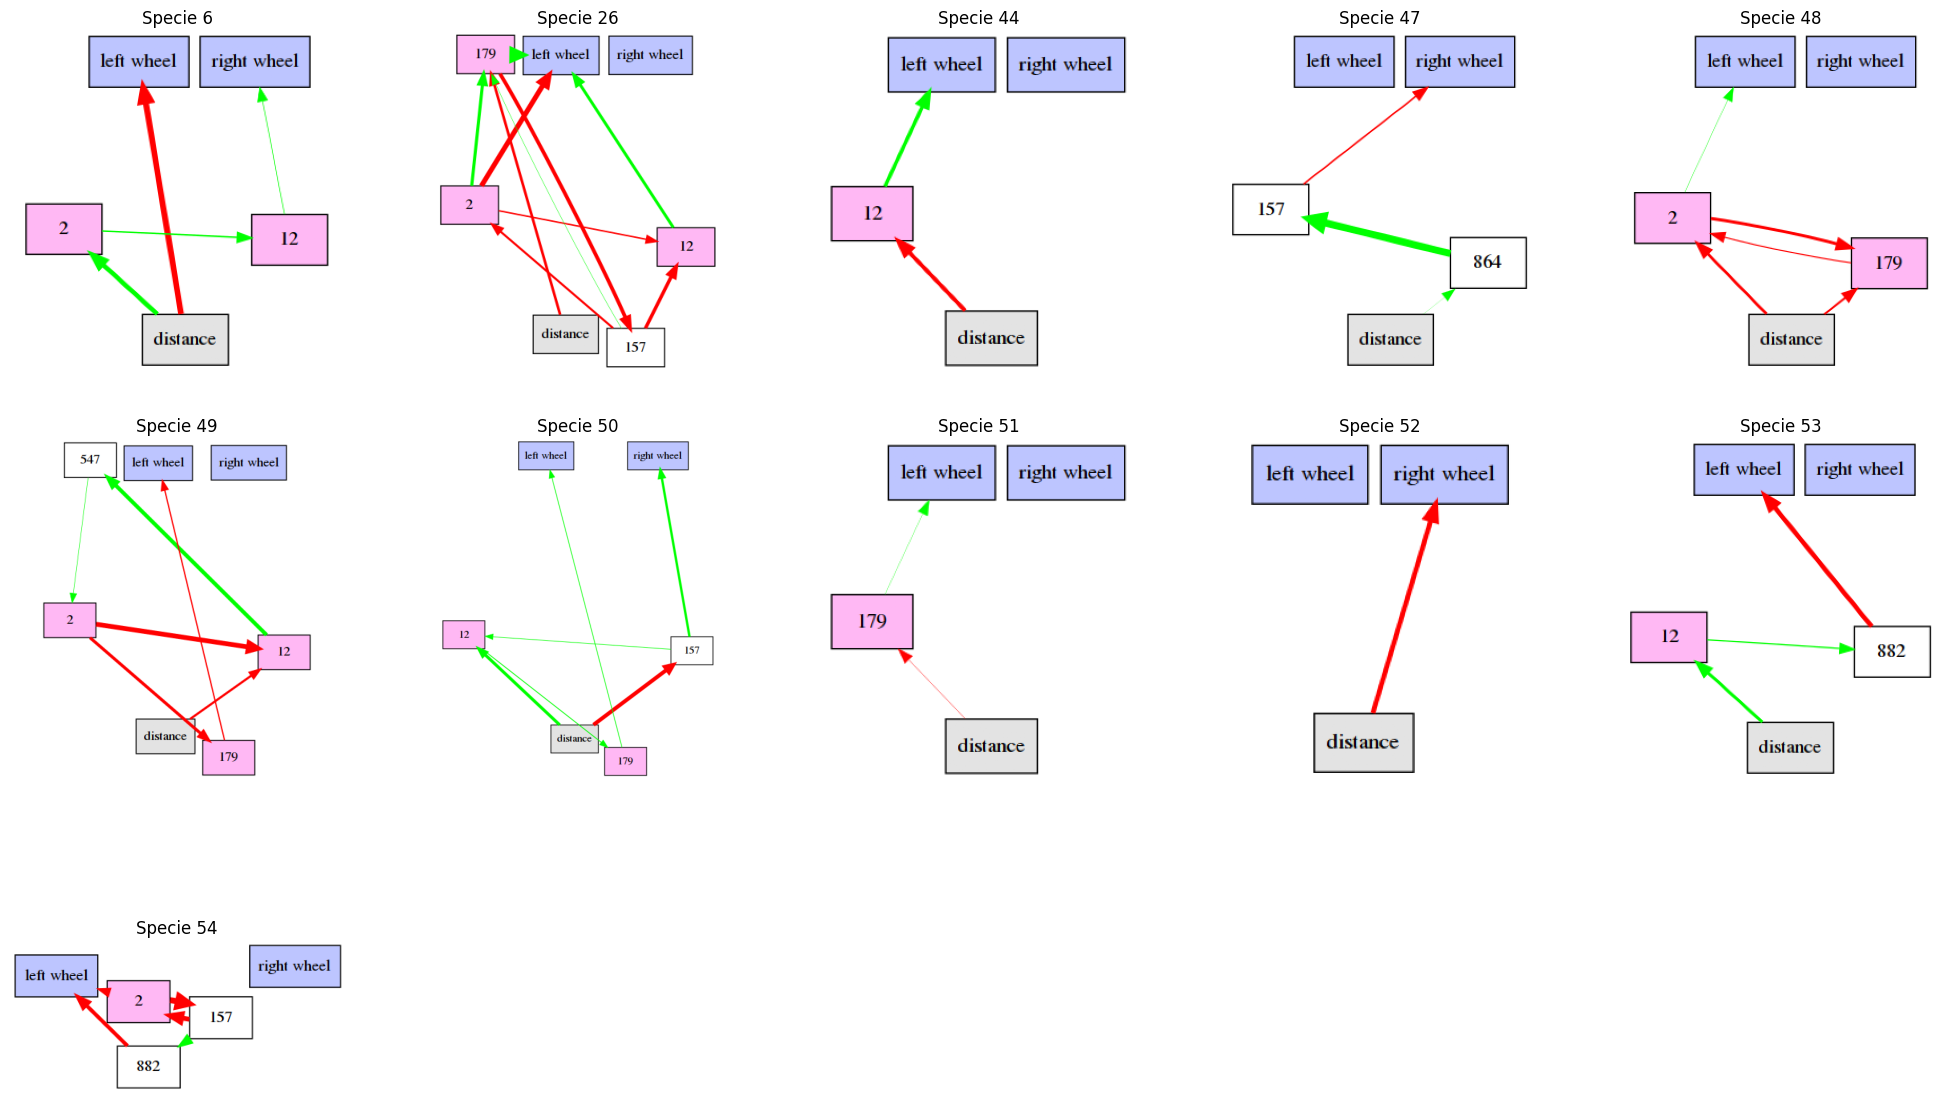 Specie 6
left wheel
right wheel
2
12
distance
Specie 26
179
left wheel
right wheel
2
12
distance
157
Specie 44
left wheel
right wheel
12
distance
Specie 47
left wheel
right wheel
157
864
distance
Specie 48
left wheel
right wheel
2
179
distance
Specie 49
547
left wheel
right wheel
2
12
distance
179
Specie 50
left wheel
right wheel
12
157
distance
179
Specie 51
left wheel
right wheel
179
distance
Specie 52
left wheel
right wheel
distance
Specie 53
left wheel
right wheel
12
882
distance
Specie 54
left wheel
right wheel
2
157
882